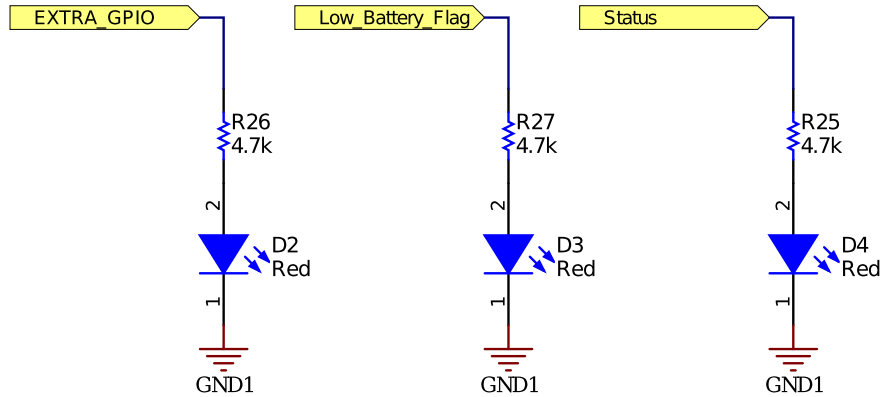 EXTRA_GPIO
Low_Battery_Flag
Status
R26
4.7k
R27
4.7k
R25
4.7k
2
2
2
D2
Red
D3
Red
D4
Red
1
1
1
GND1
GND1
GND1